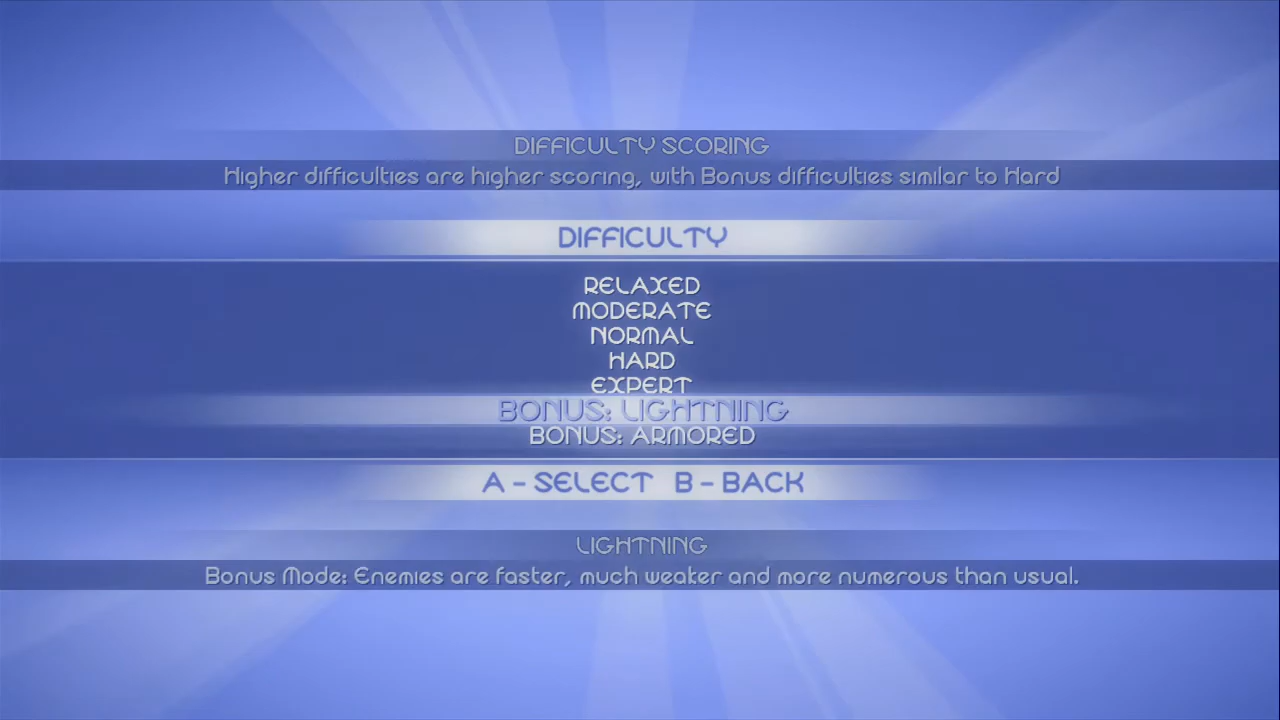 DIFFICULTY SCORING
Higher difficulties are higher scoring, with Bonus difficulties similar to Hard
DIFFICULTY
RELAXED
MODERATE
NORMAL
HARD
EXPERT
BONUS: LIGHTNING
BONUS: ARMORED
A - SELECT B - BACK
LIGHTNING
Bonus Mode: Enemies are faster, much weaker and more numerous than usual.